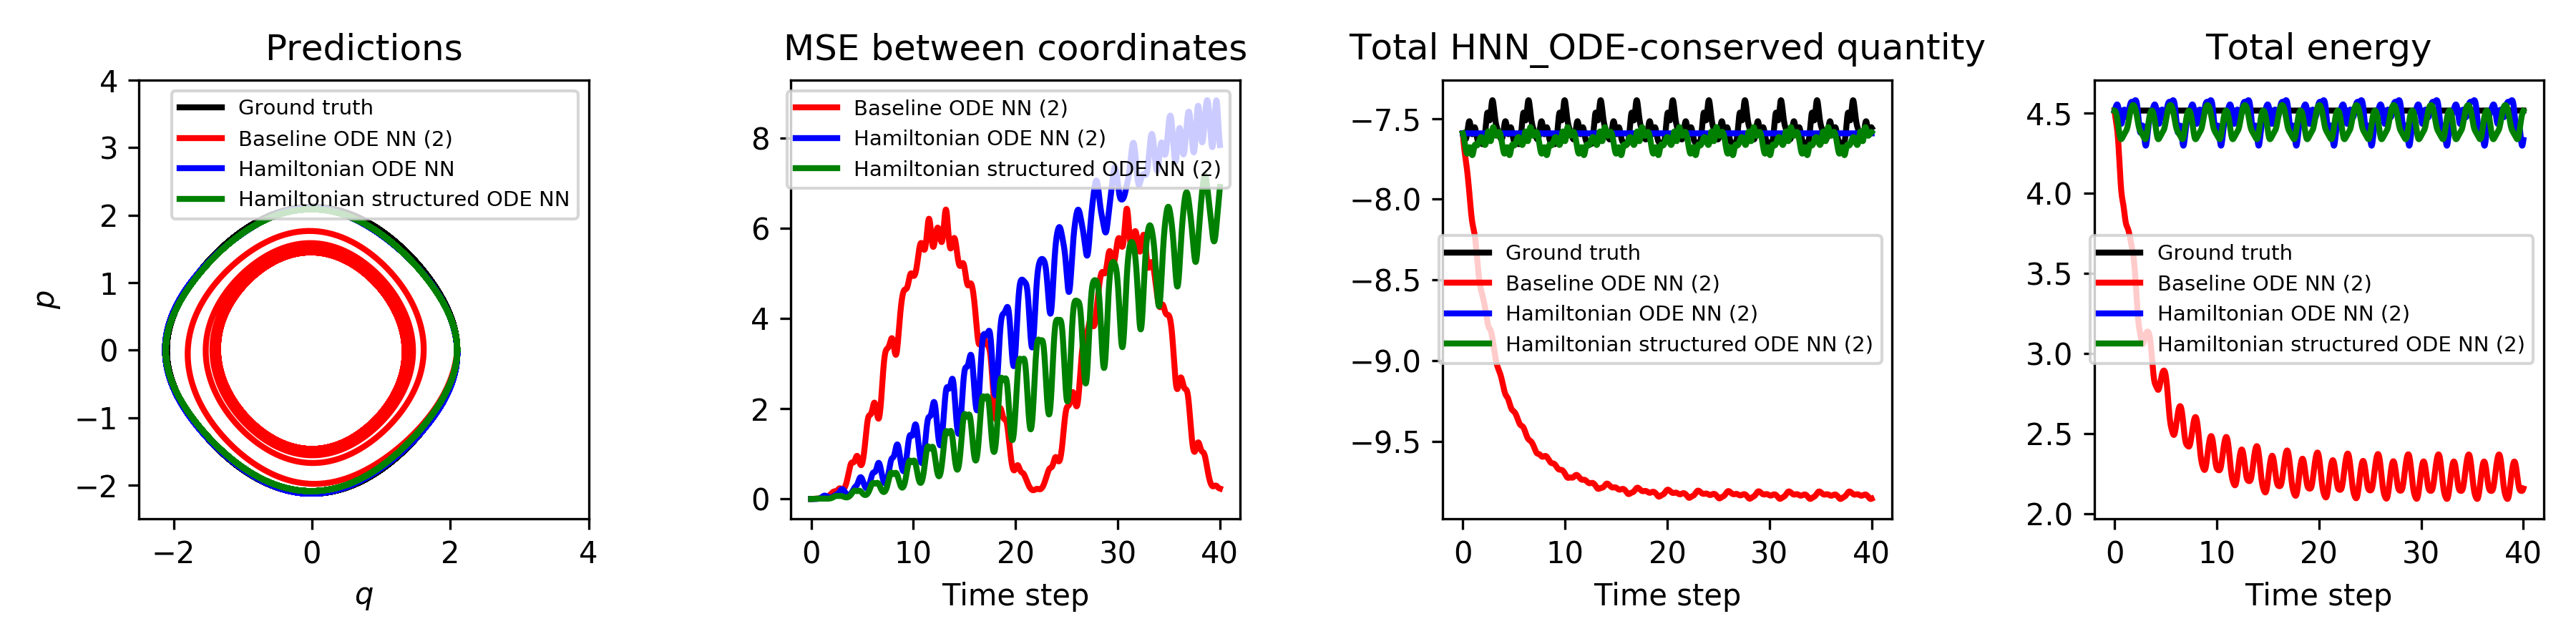 Predictions
4
3
2
1
0
−1
−2
p
−2
0
2
4
q
Ground truth
Baseline ODE NN (2)
Hamiltonian ODE NN
Hamiltonian structured ODE NN
MSE between coordinates
8
6
4
2
0
0
10
20
30
40
Time step
Baseline ODE NN (2)
Hamiltonian ODE NN (2)
Hamiltonian structured ODE NN (2)
Total HNN_ODE-conserved quantity
−7.5
−8.0
−8.5
−9.0
−9.5
0
10
20
30
40
Time step
Ground truth
Baseline ODE NN (2)
Hamiltonian ODE NN (2)
Hamiltonian structured ODE NN (2)
Total energy
4.5
4.0
3.5
3.0
2.5
2.0
0
10
20
30
40
Time step
Ground truth
Baseline ODE NN (2)
Hamiltonian ODE NN (2)
Hamiltonian structured ODE NN (2)